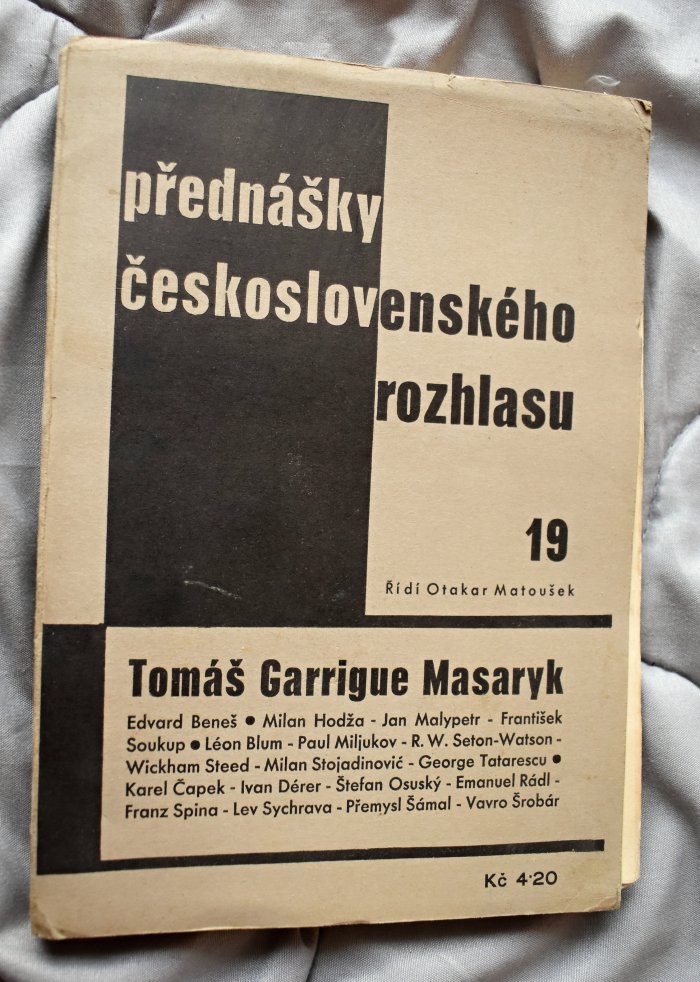 přednášky
československého
rozhlasu
19
Řídí Otakar Matoušek
Tomáš Garrigue Masaryk
Edvard Beneš ● Milan Hodža - Jan Malypetr - František
Soukup ● Léon Blum - Paul Miljukov - R. W. Seton-Watson -
Wickham Steed - Milan Stojadinović - George Tatarescu ●
Karel Čapek - Ivan Dérer - Štefan Osuský - Emanuel Rádl -
Franz Spina - Lev Sychrava - Přemysl Šámal - Vavro Šrobár
Kč 4·20